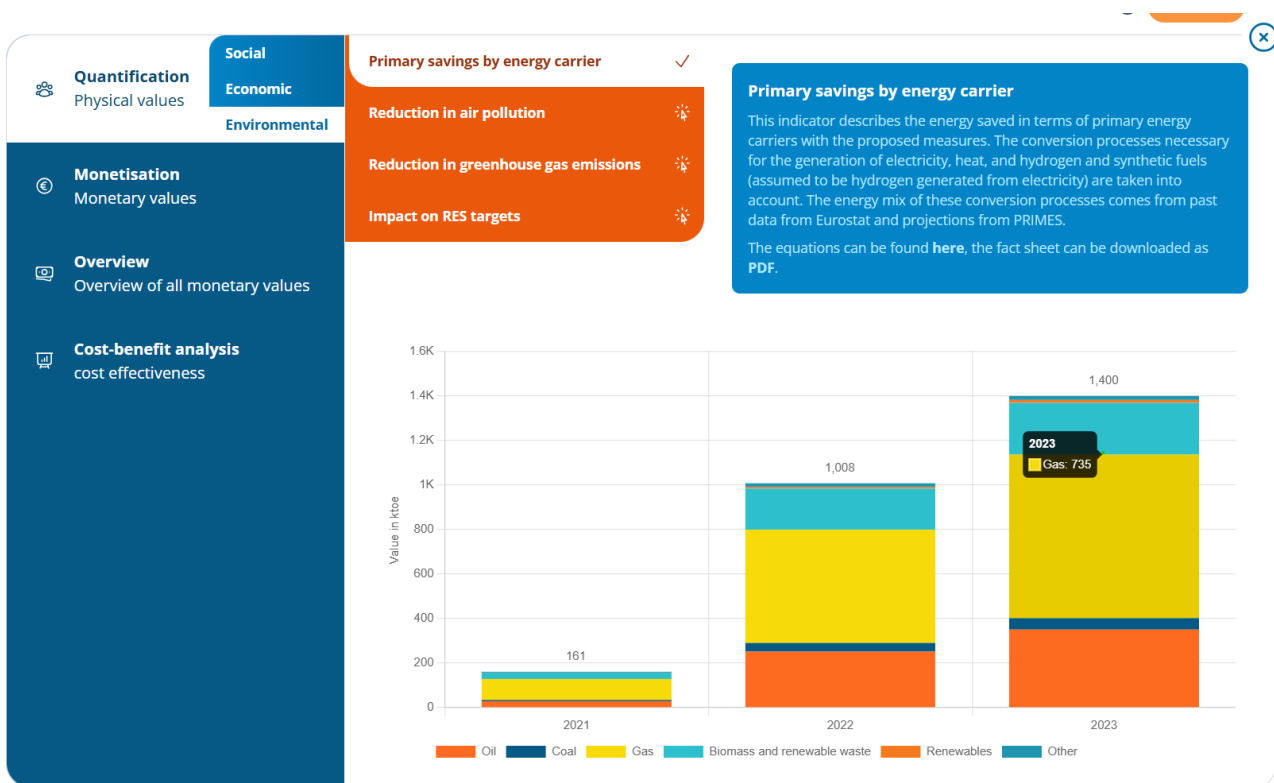 Quantification
Physical values
Social
Economic
Environmental
Monetisation
Monetary values
Overview
Overview of all monetary values
Cost-benefit analysis
cost effectiveness
Primary savings by energy carrier
Reduction in air pollution
Reduction in greenhouse gas emissions
Impact on RES targets
Primary savings by energy carrier
This indicator describes the energy saved in terms of primary energy
carriers with the proposed measures. The conversion processes necessary
for the generation of electricity, heat, and hydrogen and synthetic fuels
(assumed to be hydrogen generated from electricity) are taken into
account. The energy mix of these conversion processes comes from past
data from Eurostat and projections from PRIMES.
The equations can be found here, the fact sheet can be downloaded as
PDF.
Value in ktoe
1.6K
1.4K
1.2K
1K
800
600
400
200
0
161
1,008
1,400
2023
Gas: 735
2021 2022 2023
Oil Coal Gas Biomass and renewable waste Renewables Other